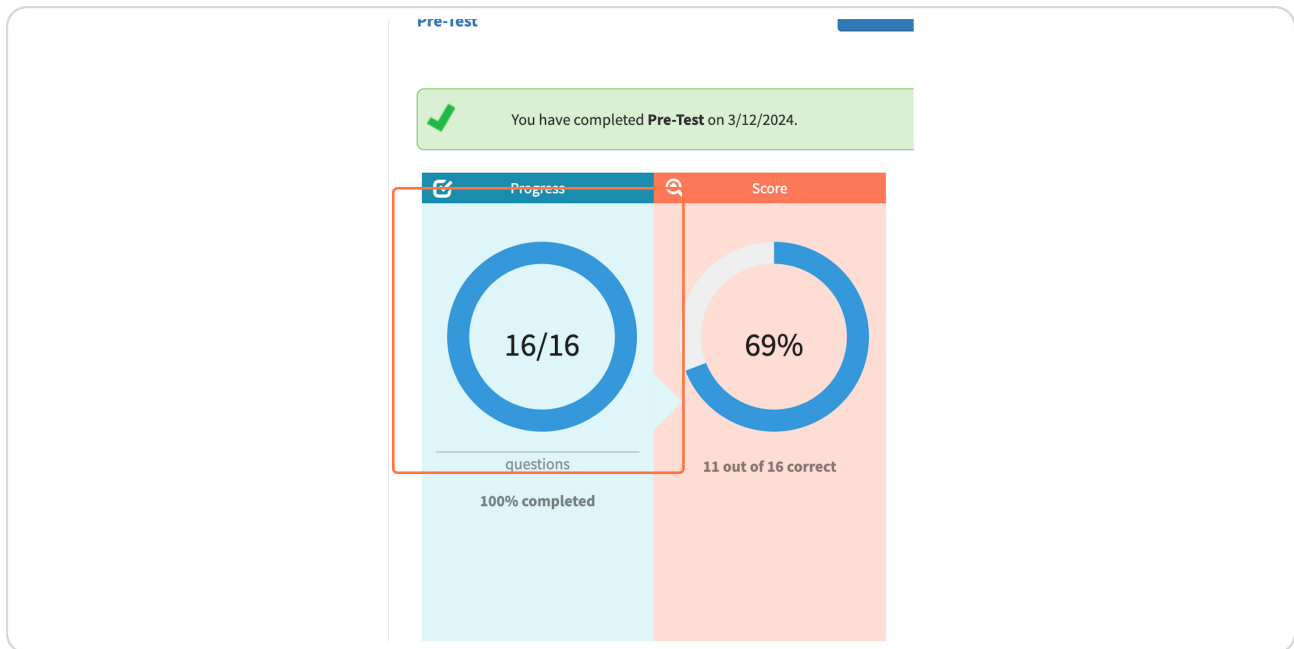 Pre-Test
You have completed Pre-Test on 3/12/2024.
Progress
Score
16/16
69%
questions
11 out of 16 correct
100% completed